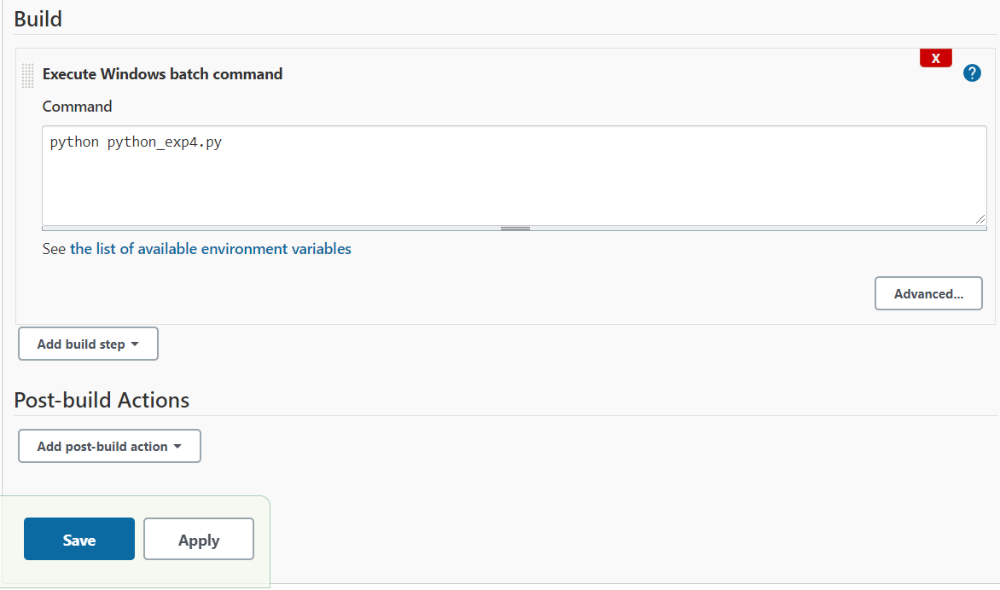 Build
X
Execute Windows batch command
?
Command
python python_exp4.py
See the list of available environment variables
Advanced...
Add build step
Post-build Actions
Add post-build action
Save
Apply